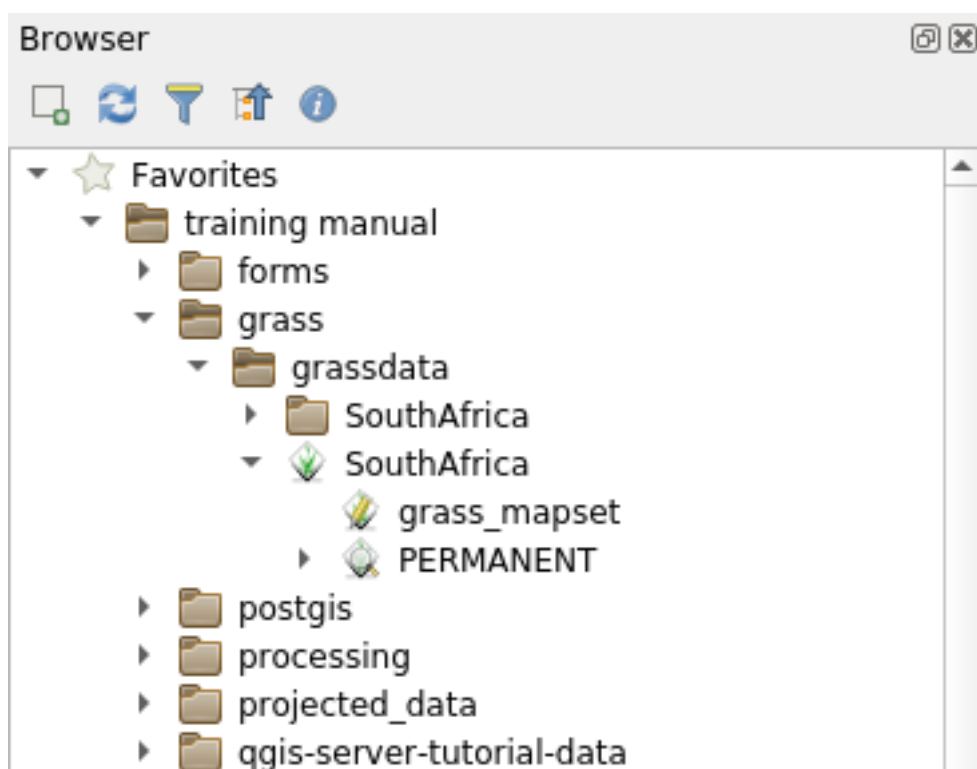 Browser
Favorites
training manual
forms
grass
grassdata
SouthAfrica
SouthAfrica
grass_mapset
PERMANENT
postgis
processing
projected_data
qgis-server-tutorial-data